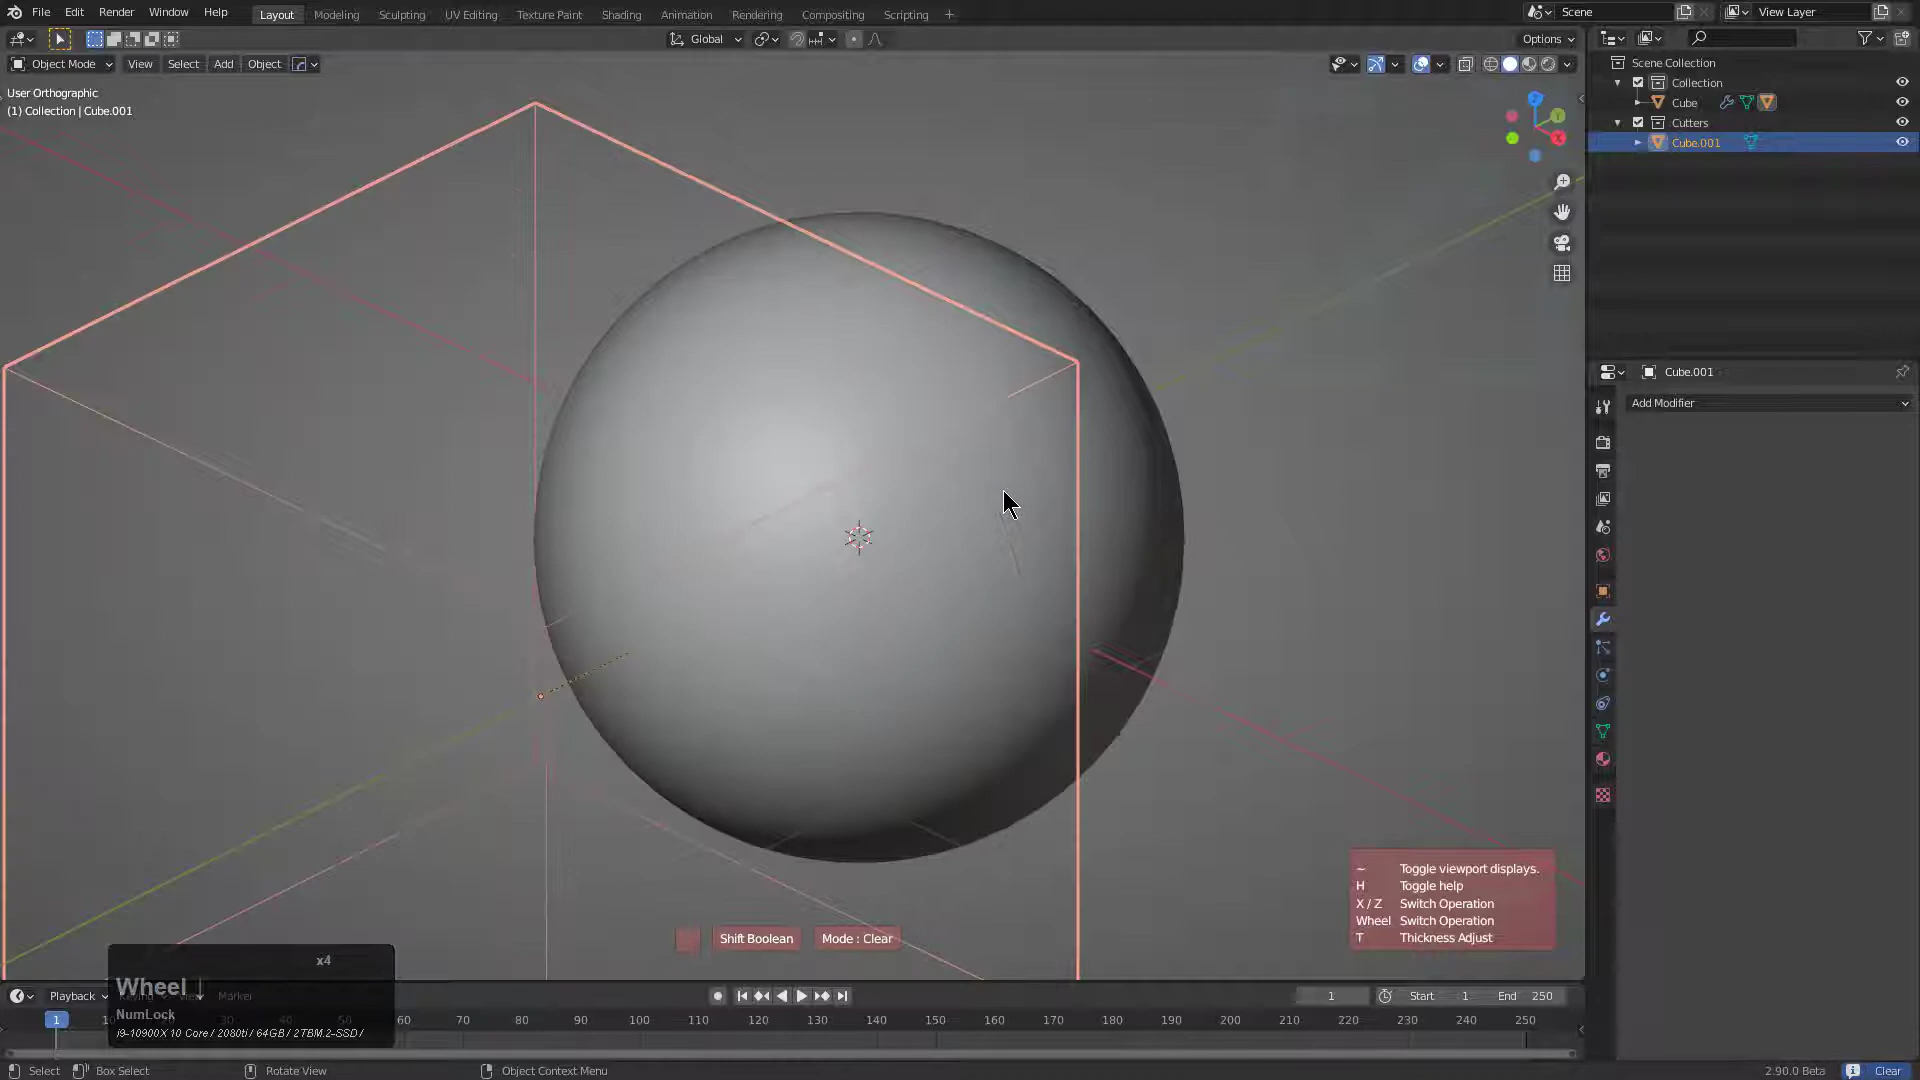 File Edit Render Window Help
Layout Modeling Sculpting UV Editing Texture Paint Shading Animation Rendering Compositing Scripting +
Scene
View Layer
Global
Options
Object Mode View Select Add Object
User Orthographic
(1) Collection | Cube.001
Z
Y
X
Scene Collection
Collection
Cube
Cutters
Cube.001
Cube.001
Add Modifier
~ Toggle viewport displays.
H Toggle help
X / Z Switch Operation
Wheel Switch Operation
T Thickness Adjust
Shift Boolean
Mode : Clear
x4
Wheel ↓
NumLock
i9-10900X 10 Core / 2080ti / 64GB / 2TBM.2-SSD /
Playback Marker
1 Start 1 End 250
1 60 70 80 90 100 110 120 130 140 150 160 170 180 190 200 210 220 230 240 250
Select Box Select Rotate View Object Context Menu
2.90.0 Beta Clear